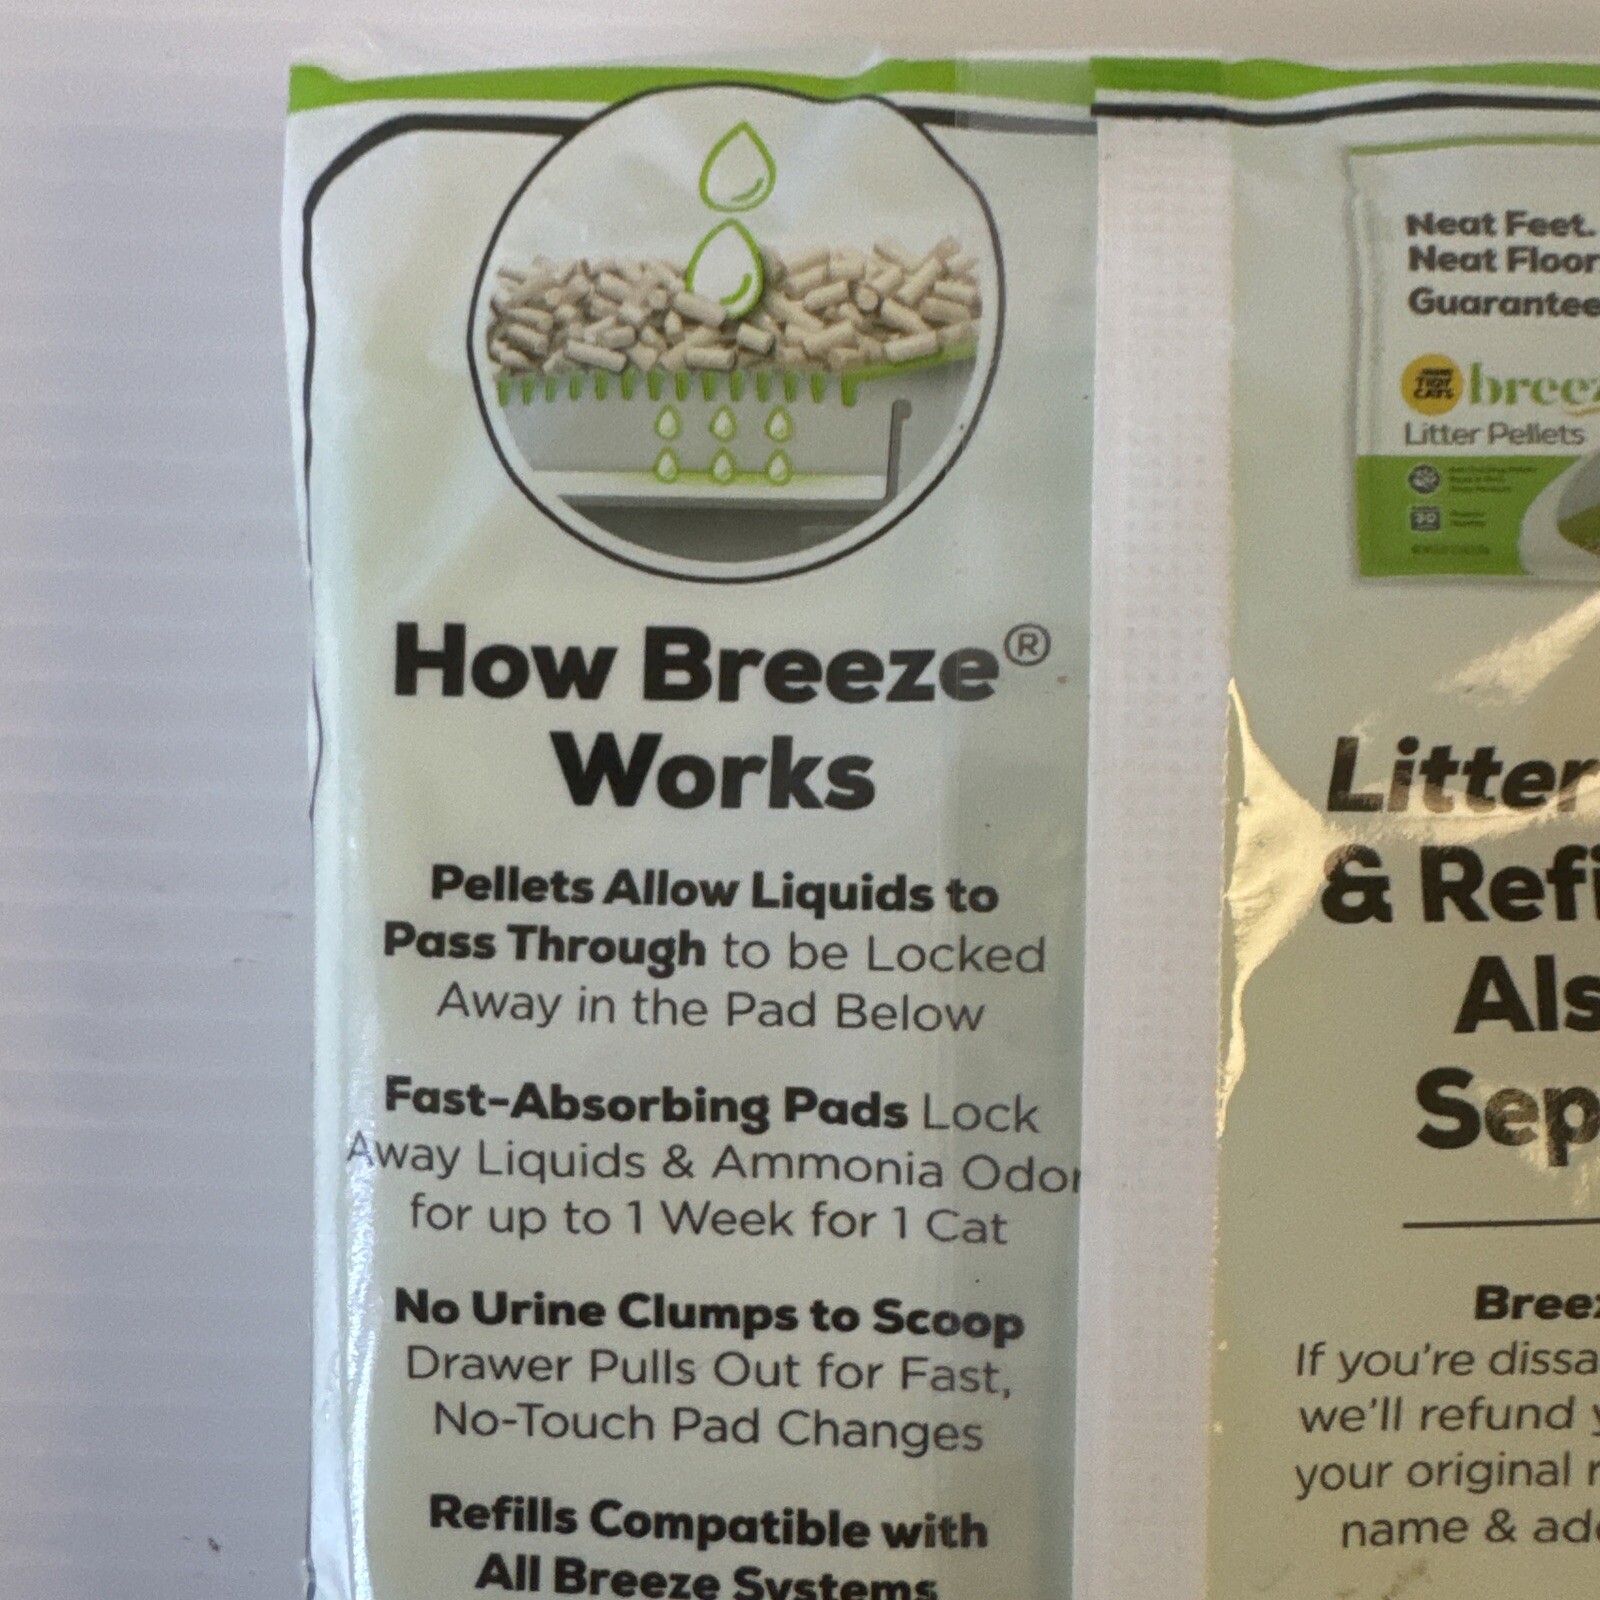 How Breeze®
Works
Pellets Allow Liquids to
Pass Through to be Locked
Away in the Pad Below
Fast-Absorbing Pads Lock
Away Liquids & Ammonia Odor
for up to 1 Week for 1 Cat
No Urine Clumps to Scoop
Drawer Pulls Out for Fast,
No-Touch Pad Changes
Refills Compatible with
All Breeze Systems
Neat Feet.
Neat Floor
Guarantee
TIDY
CATS
breez
Litter Pellets
Litter
& Refi
Als
Sep
Breez
If you're dissa
we'll refund y
your original r
name & add